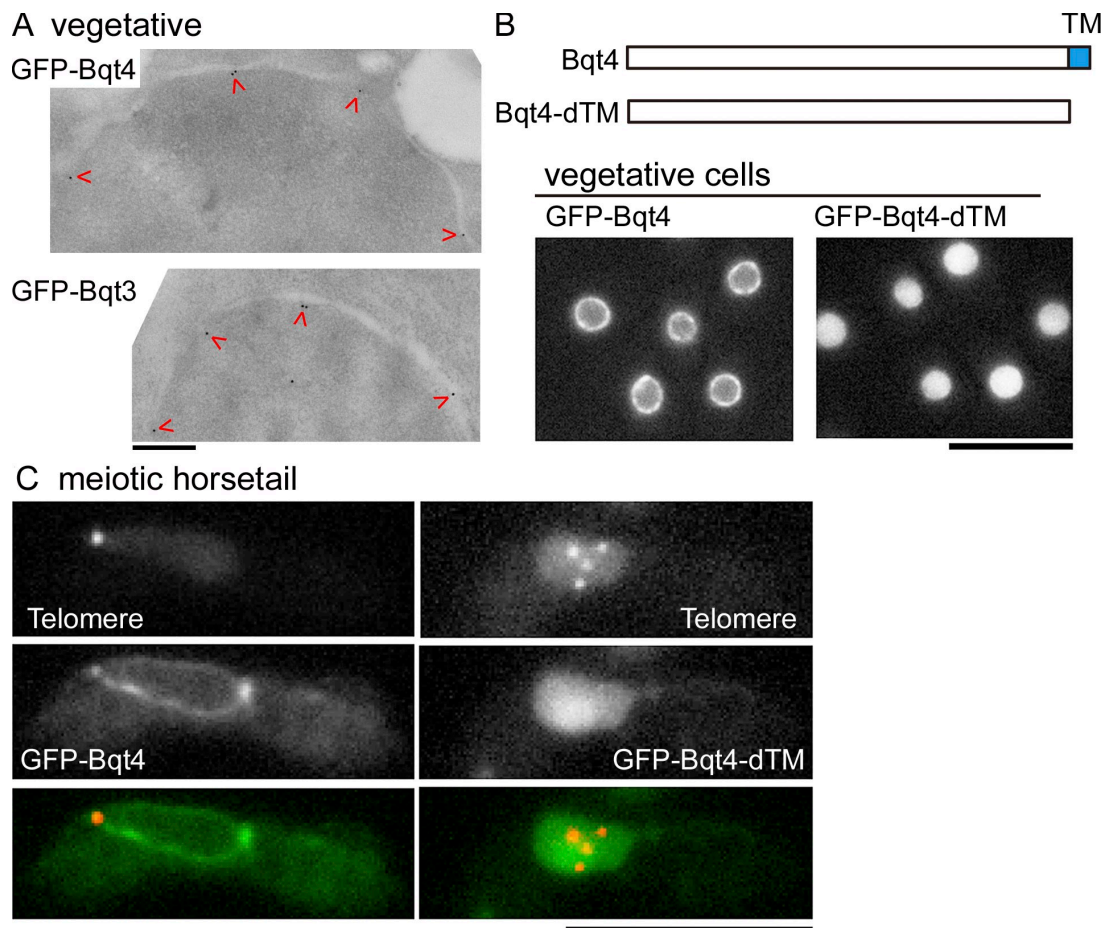 A vegetative
GFP-Bqt4
GFP-Bqt3
B
TM
Bqt4
Bqt4-dTM
vegetative cells
GFP-Bqt4 GFP-Bqt4-dTM
C meiotic horsetail
Telomere Telomere
GFP-Bqt4 GFP-Bqt4-dTM